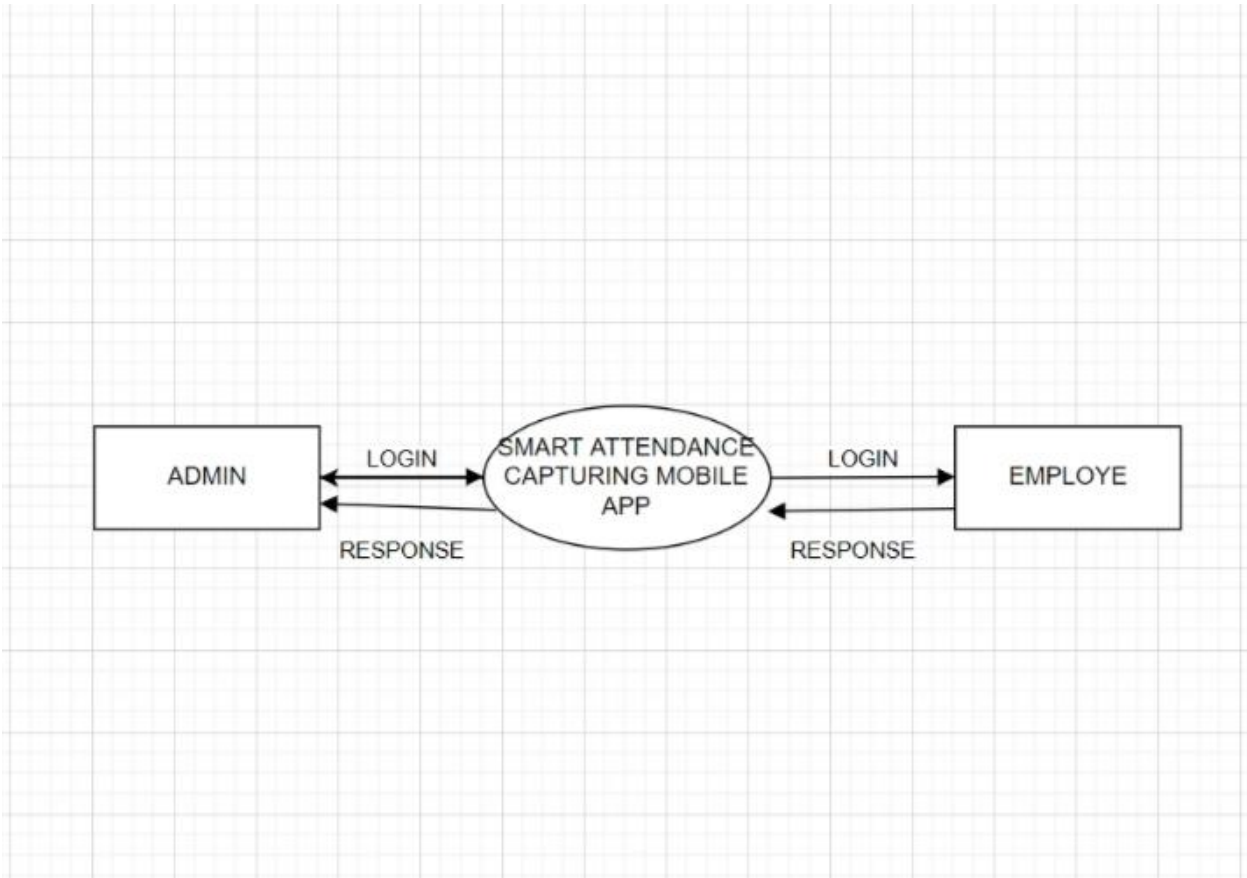 ADMIN
LOGIN
RESPONSE
SMART ATTENDANCE
CAPTURING MOBILE
APP
LOGIN
RESPONSE
EMPLOYE